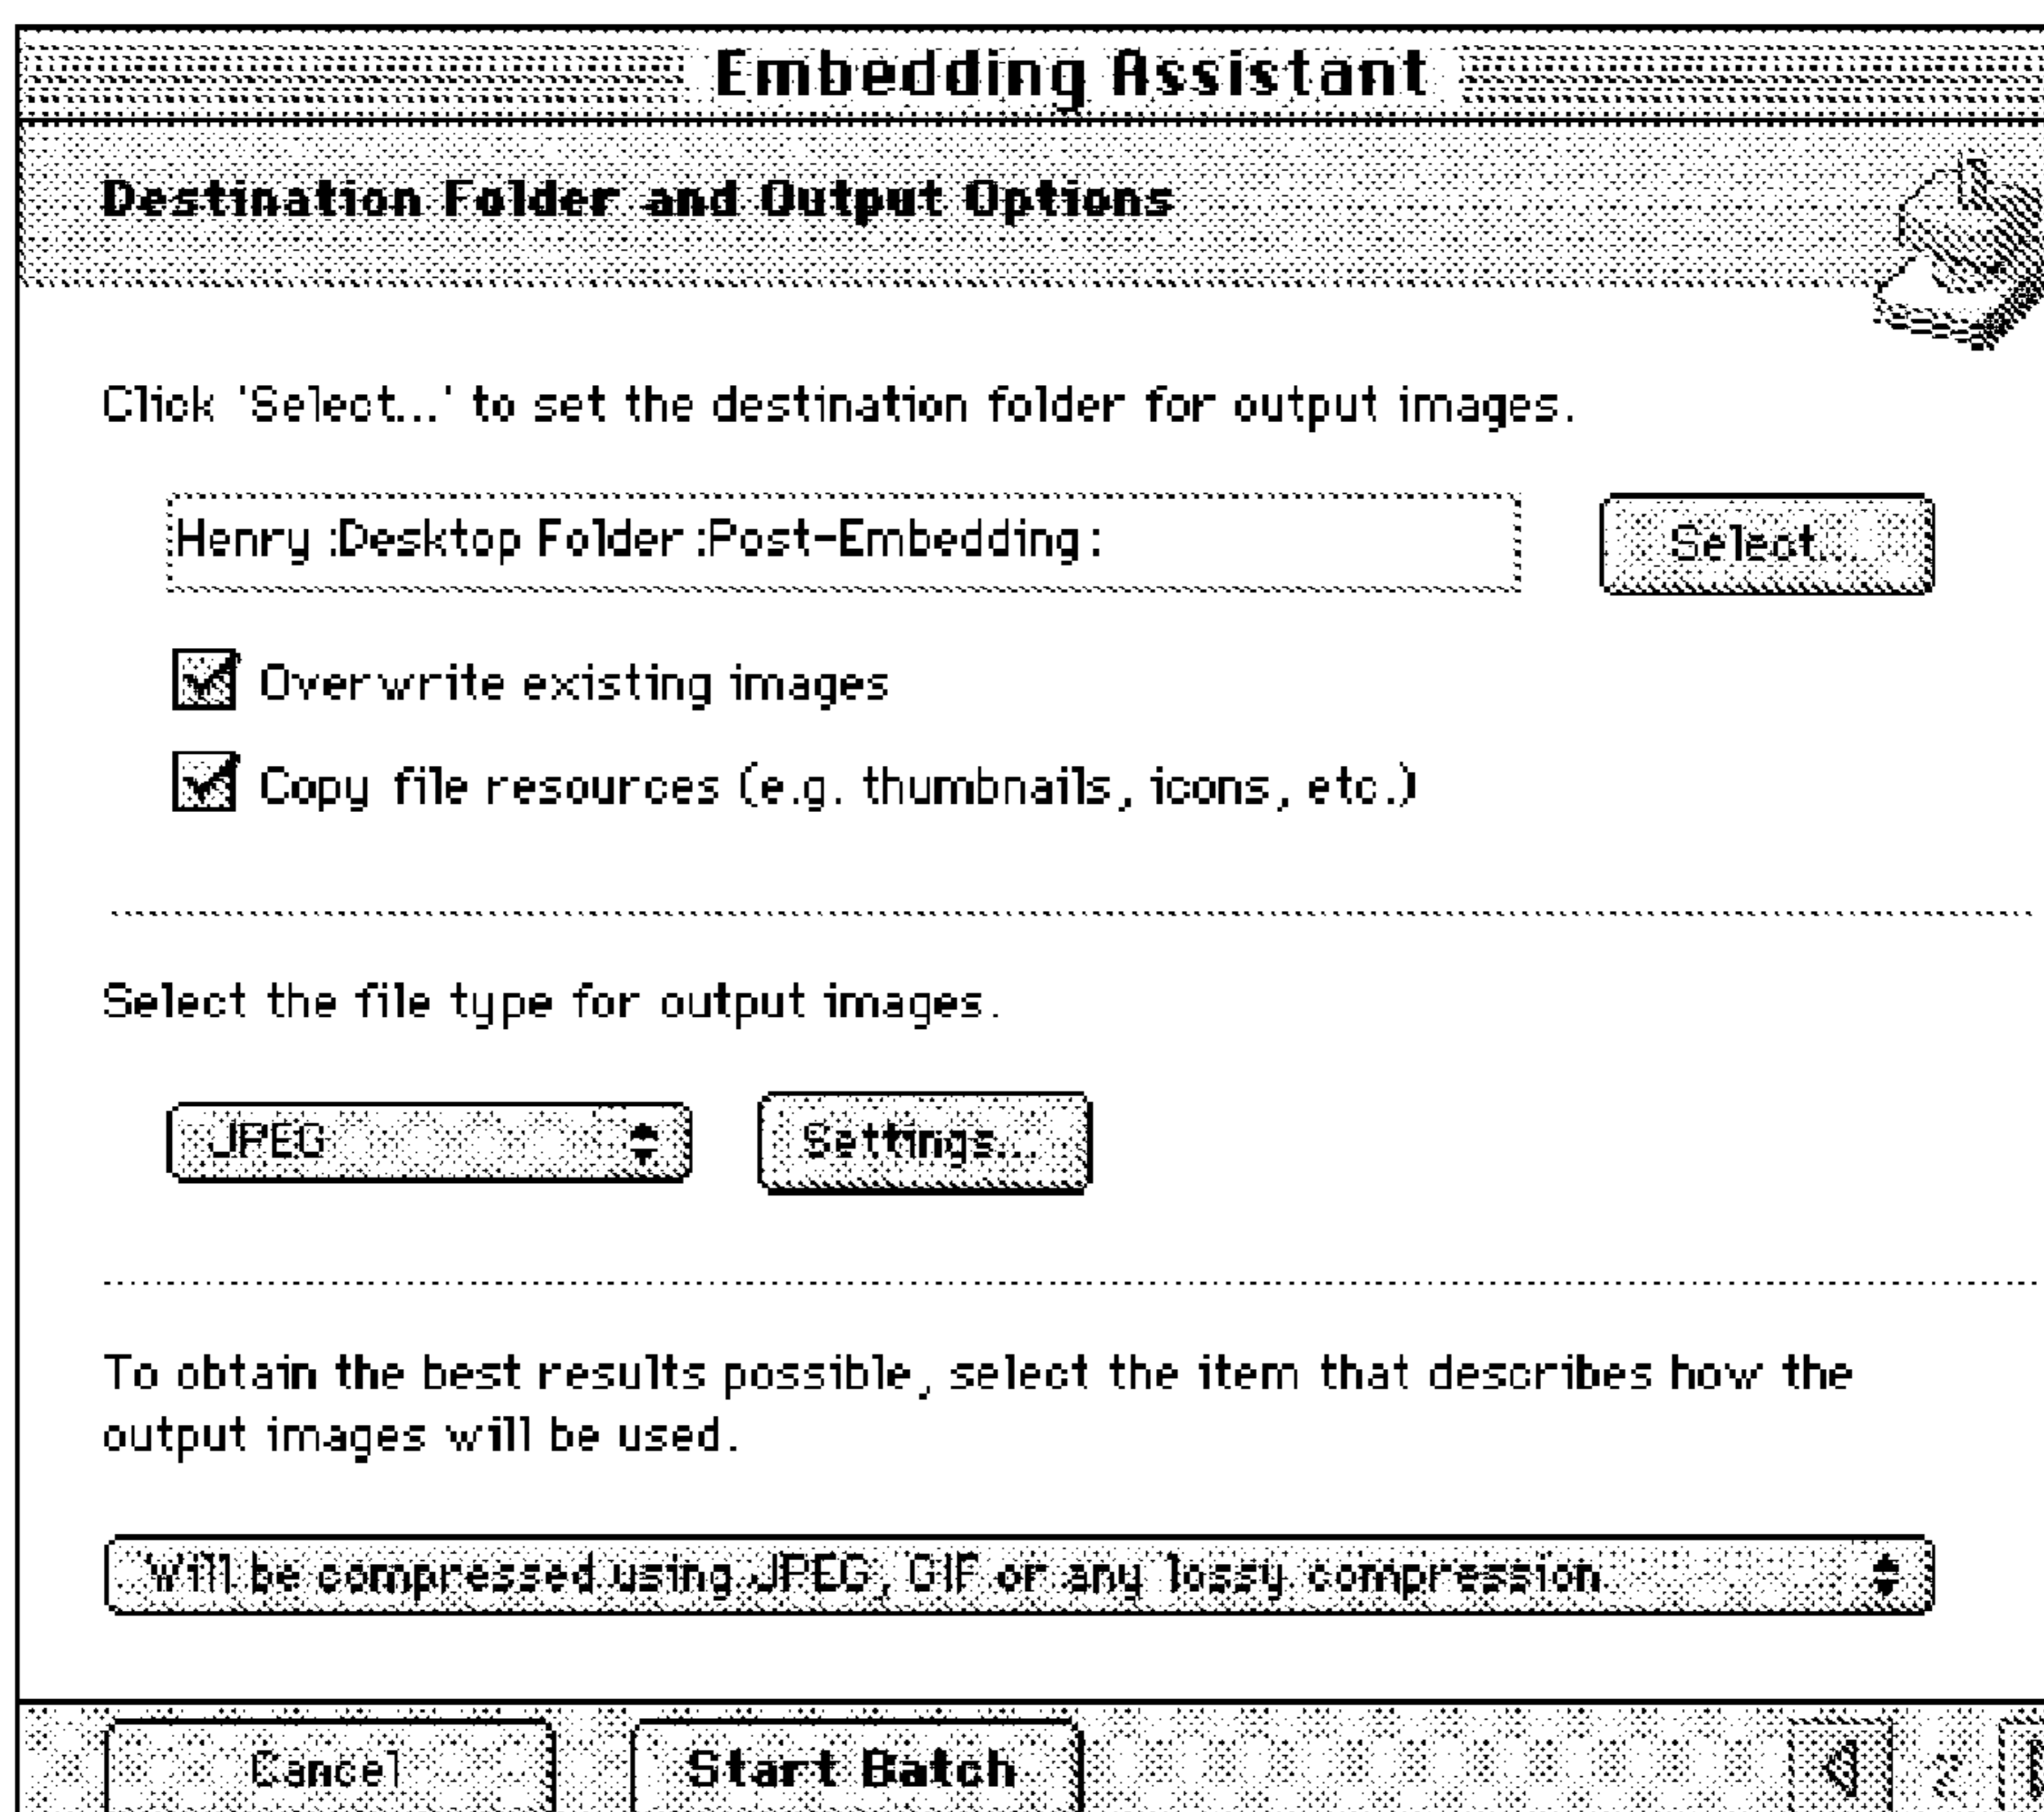 Embedding Assistant
Destination Folder and Output Options
Click 'Select...' to set the destination folder for output images.
Henry:Desktop Folder:Post-Embedding:
Select...
Overwrite existing images
Copy file resources (e.g. thumbnails, icons, etc.)
Select the file type for output images.
JPEG
Settings...
To obtain the best results possible, select the item that describes how the
output images will be used.
Will be compressed using JPEG, GIF or any lossy compression
Cancel
Start Batch